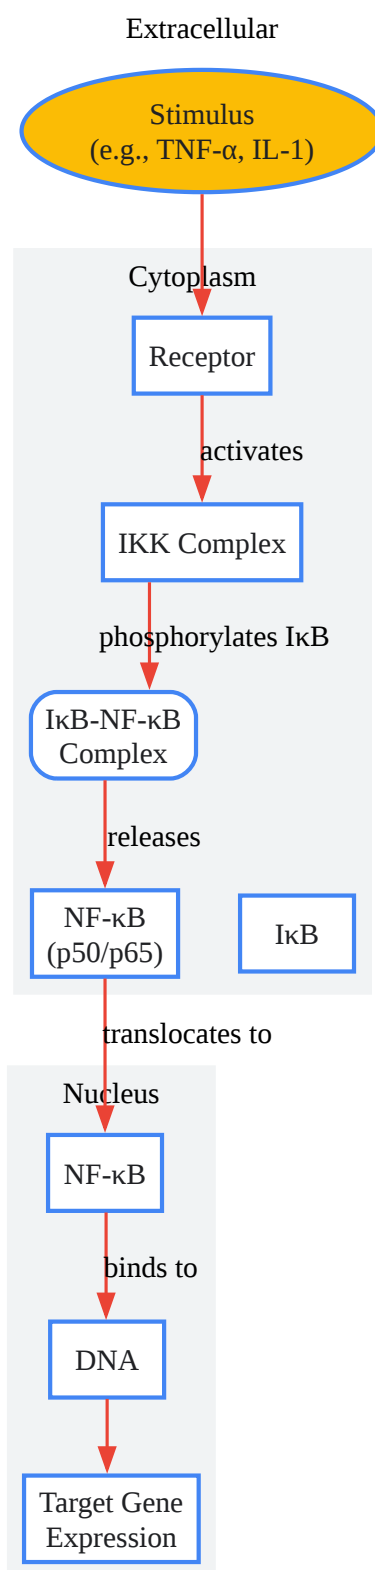 Extracellular
Stimulus
(e.g., TNF-α, IL-1)
Cytoplasm
Receptor
activates
IKK Complex
phosphorylates IκB
IκB-NF-κB
Complex
releases
NF-κB
(p50/p65)
IκB
translocates to
Nucleus
NF-κB
binds to
DNA
Target Gene
Expression